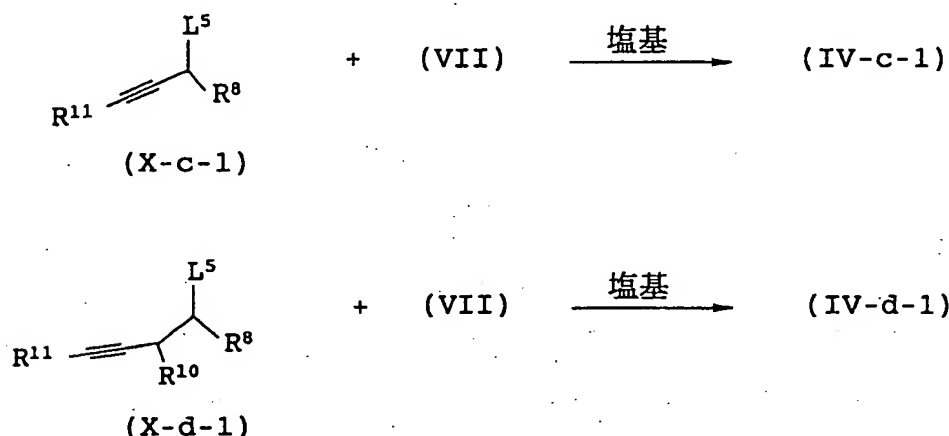 L⁵
+ (VII) 塩基 (IV-c-1)
R¹¹ R⁸
(X-c-1)
L⁵
+ (VII) 塩基 (IV-d-1)
R¹¹ R⁸
R¹⁰
(X-d-1)